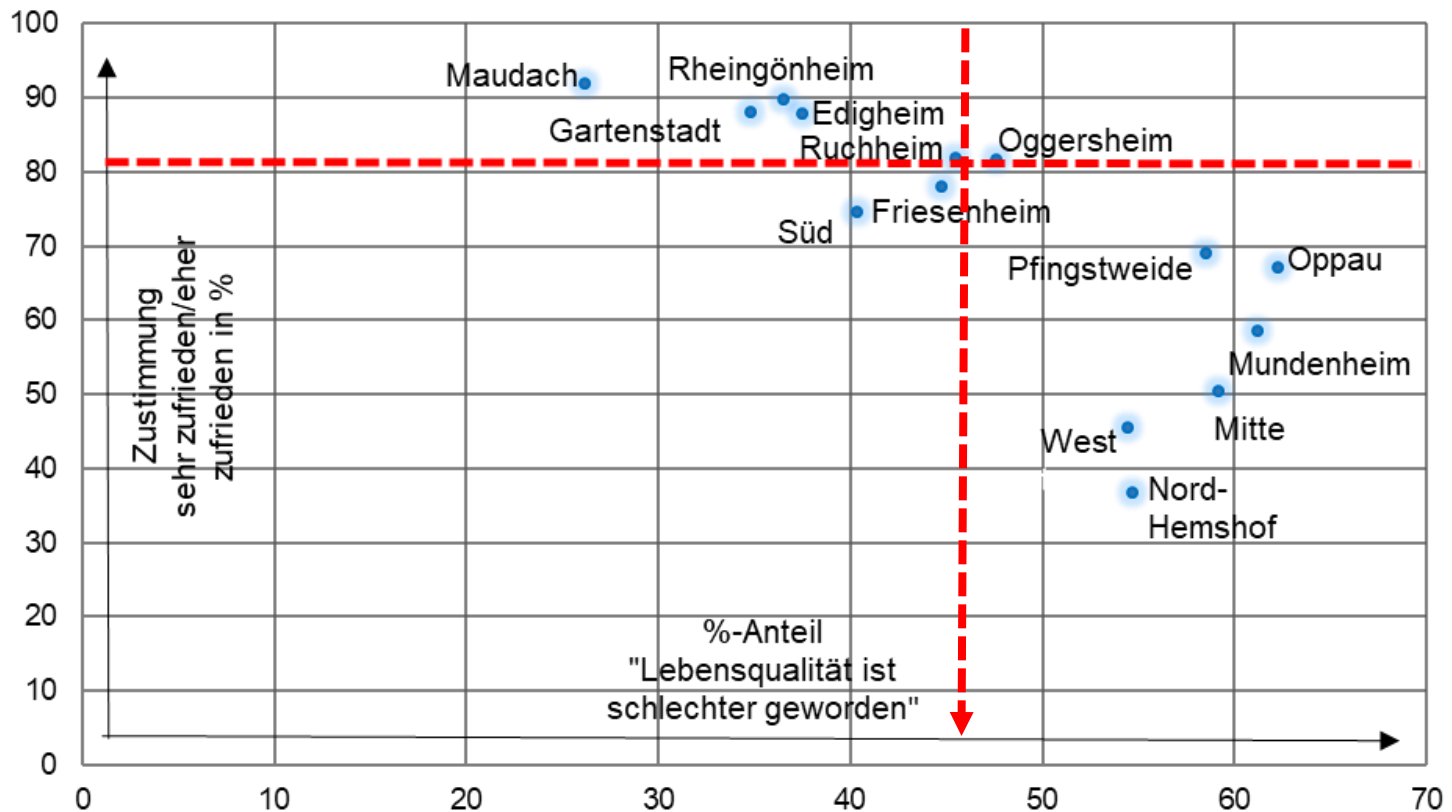 100
90
80
70
60
50
40
30
20
10
0
Zustimmung
sehr zufrieden/eher
zufrieden in %
Maudach
Rheingönheim
Gartenstadt
Edigheim
Ruchheim
Oggersheim
Süd
Friesenheim
Pfingstweide
Oppau
Mundenheim
Mitte
West
Nord-
Hemshof
%-Anteil
"Lebensqualität ist
schlechter geworden"
0
10
20
30
40
50
60
70